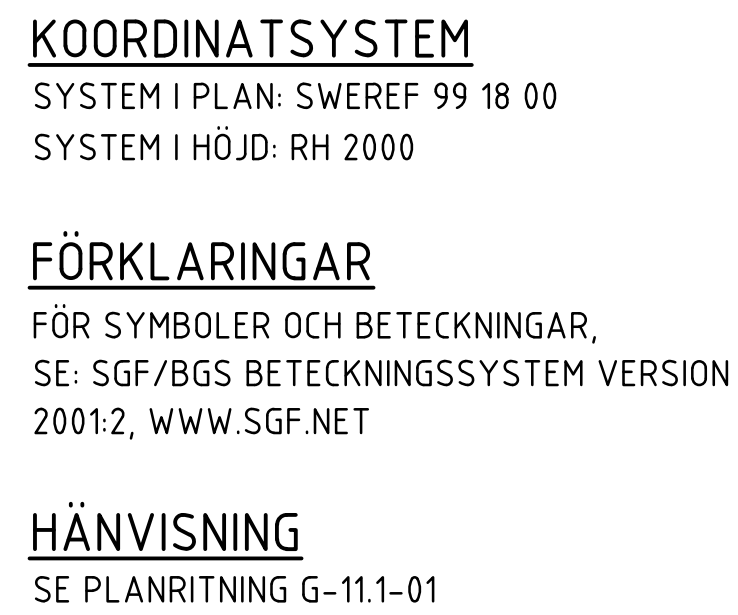 KOORDINATSYSTEM
SYSTEM I PLAN: SWEREF 99 18 00
SYSTEM I HÖJD: RH 2000
FÖRKLARINGAR
FÖR SYMBOLER OCH BETECKNINGAR,
SE: SGF/BGS BETECKNINGSSYSTEM VERSION
2001:2, WWW.SGF.NET
HÄNVISNING
SE PLANRITNING G-11.1-01